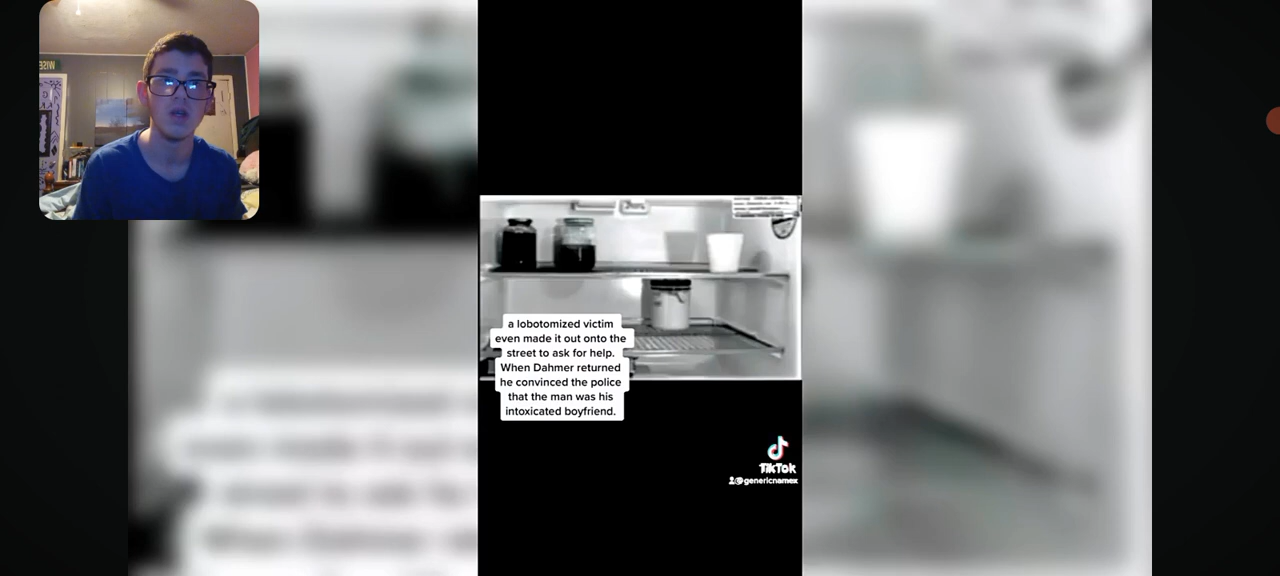 a lobotomized victim
even made it out onto the
street to ask for help.
When Dahmer returned
he convinced the police
that the man was his
intoxicated boyfriend.
TikTok
@genericnamex